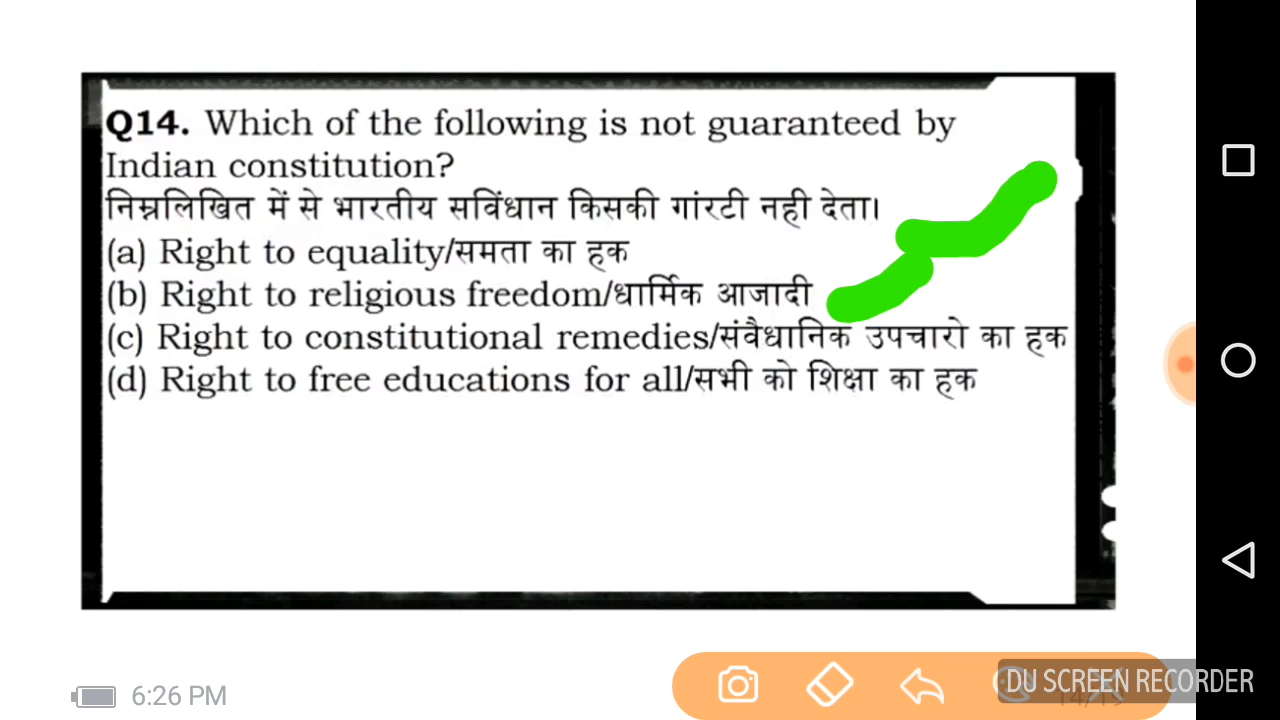 Q14. Which of the following is not guaranteed by
Indian constitution?
निम्नलिखित में से भारतीय सविंधान किसकी गांरटी नही देता।
(a) Right to equality/समता का हक
(b) Right to religious freedom/धार्मिक आजादी
(c) Right to constitutional remedies/संवैधानिक उपचारो का हक
(d) Right to free educations for all/सभी को शिक्षा का हक
6:26 PM
DU SCREEN RECORDER